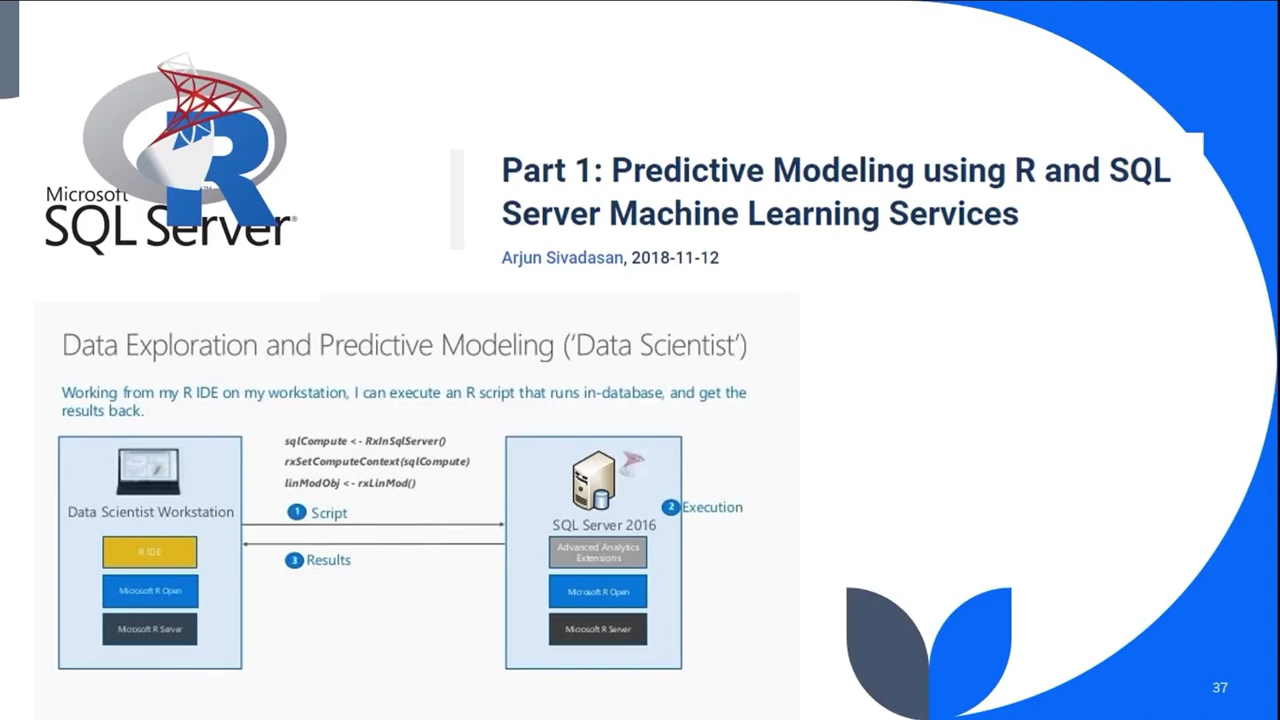 Microsoft
SQL Server®
R
Part 1: Predictive Modeling using R and SQL
Server Machine Learning Services
Arjun Sivadasan, 2018-11-12
Data Exploration and Predictive Modeling (‘Data Scientist’)
Working from my R IDE on my workstation, I can execute an R script that runs in-database, and get the
results back.
sqlCompute <- RxInSqlServer()
rxSetComputeContext(sqlCompute)
linModObj <- rxLinMod()
Data Scientist Workstation
1 Script
SQL Server 2016
2 Execution
3 Results
R IDE
Microsoft R Open
Microsoft R Server
Advanced Analytics
Extensions
Microsoft R Open
Microsoft R Server
37